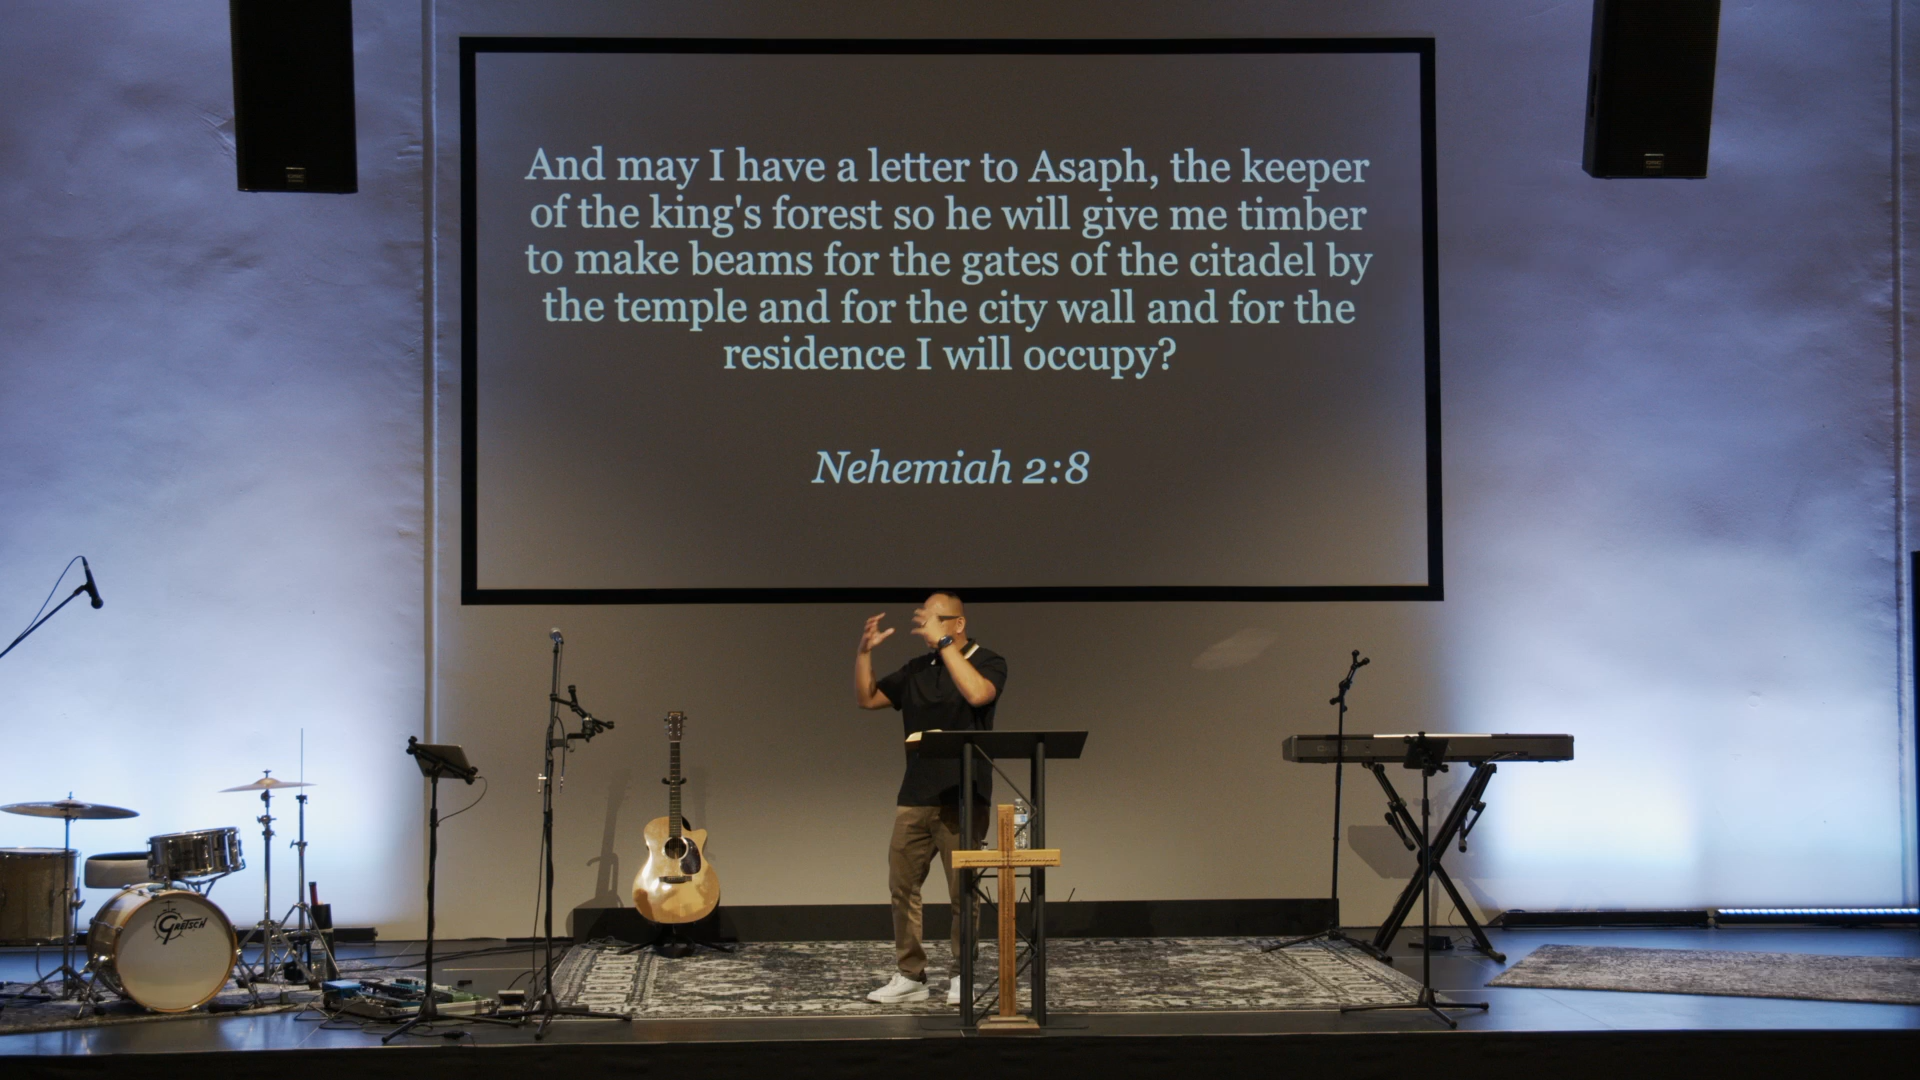 And may I have a letter to Asaph, the keeper
of the king's forest so he will give me timber
to make beams for the gates of the citadel by
the temple and for the city wall and for the
residence I will occupy?
Nehemiah 2:8
GRETSCH